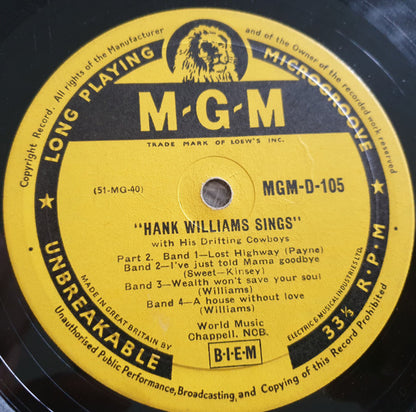 Copyright Record. All rights of the Manufacturer and of the Owner of the recorded work reserved
LONG PLAYING MICROGROOVE
M-G-M
TRADE MARK OF LOEW'S INC.
(51-MG-40) MGM-D-105
"HANK WILLIAMS SINGS"
with His Drifting Cowboys
Part 2. Band 1—Lost Highway (Payne)
Band 2—I've just told Mama goodbye
(Sweet—Kinsey)
Band 3—Wealth won't save your soul
(Williams)
Band 4—A house without love
(Williams)
World Music
Chappell, NCB.
B·I·E·M
UNBREAKABLE 33⅓ R.P.M
MADE IN GREAT BRITAIN BY ELECTRIC & MUSICAL INDUSTRIES LTD.
Unauthorised Public Performance, Broadcasting, and Copying of this Record Prohibited